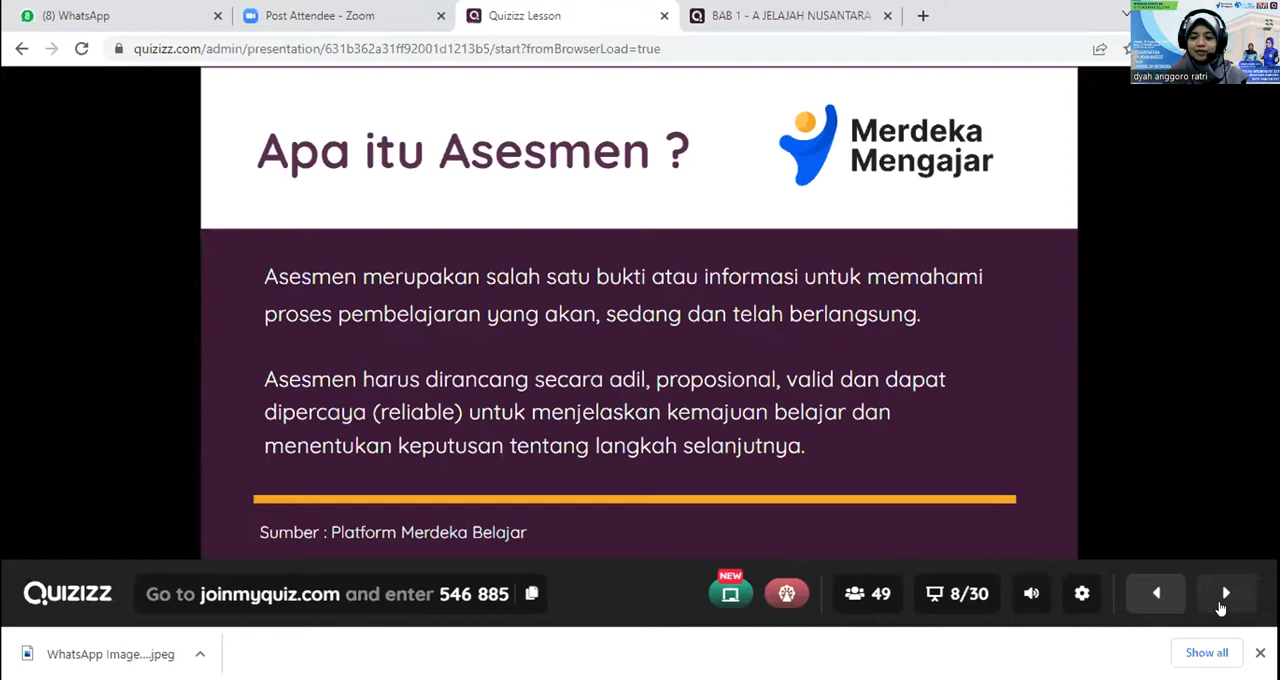 (8) WhatsApp
Post Attendee - Zoom
Quizizz Lesson
BAB 1 - A JELAJAH NUSANTARA
quizizz.com/admin/presentation/631b362a31ff92001d1213b5/start?fromBrowserLoad=true
dyah anggoro ratri
Apa itu Asesmen ?
Merdeka
Mengajar
Asesmen merupakan salah satu bukti atau informasi untuk memahami
proses pembelajaran yang akan, sedang dan telah berlangsung.
Asesmen harus dirancang secara adil, proposional, valid dan dapat
dipercaya (reliable) untuk menjelaskan kemajuan belajar dan
menentukan keputusan tentang langkah selanjutnya.
Sumber : Platform Merdeka Belajar
QUIZIZZ
Go to joinmyquiz.com and enter 546 885
NEW
49
8/30
WhatsApp Image....jpeg
Show all